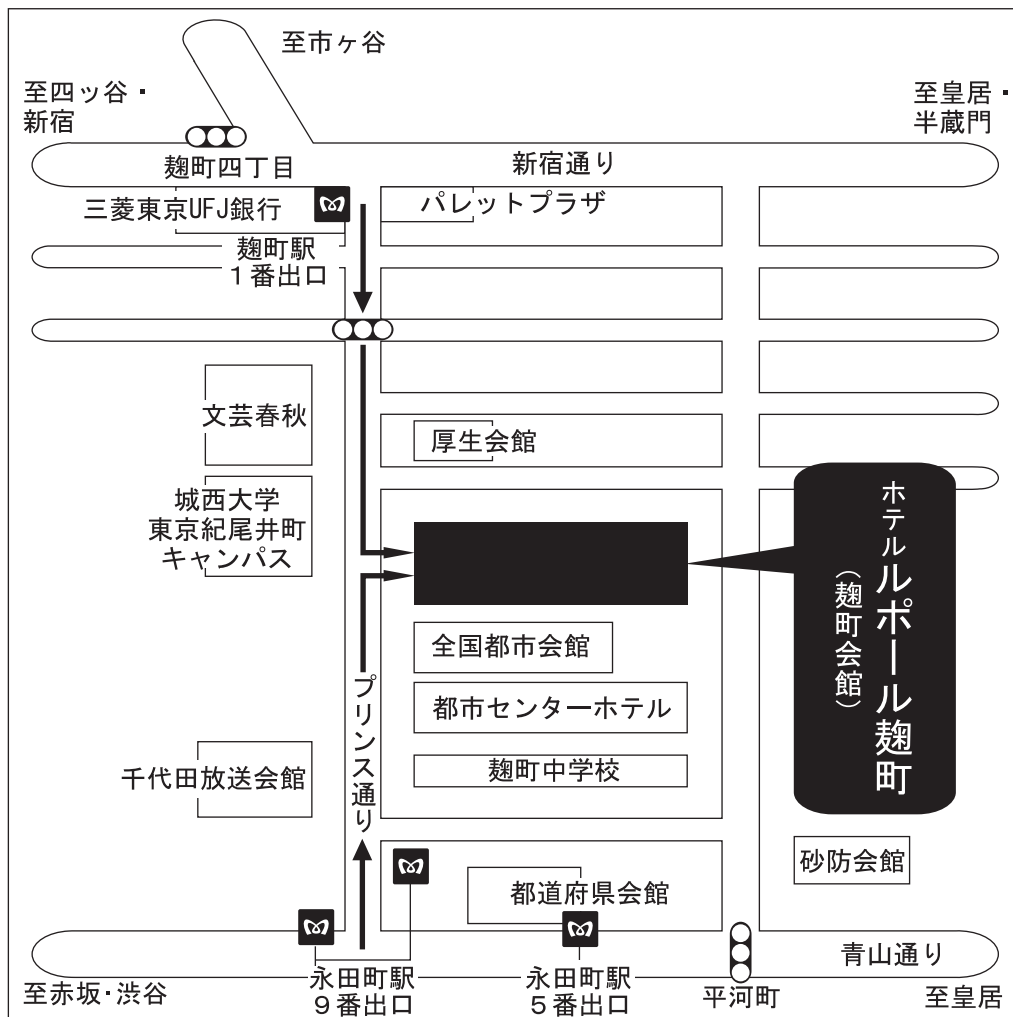 至市ヶ谷
至四ッ谷・
新宿
至皇居・
半蔵門
麹町四丁目
新宿通り
三菱東京UFJ銀行
パレットプラザ
麹町駅
1番出口
文芸春秋
厚生会館
城西大学
東京紀尾井町
キャンパス
ホテル
ルポール麹町
(麹町会館)
全国都市会館
プリンス通り
都市センターホテル
千代田放送会館
麹町中学校
砂防会館
都道府県会館
青山通り
至赤坂・渋谷
永田町駅
9番出口
永田町駅
5番出口
平河町
至皇居